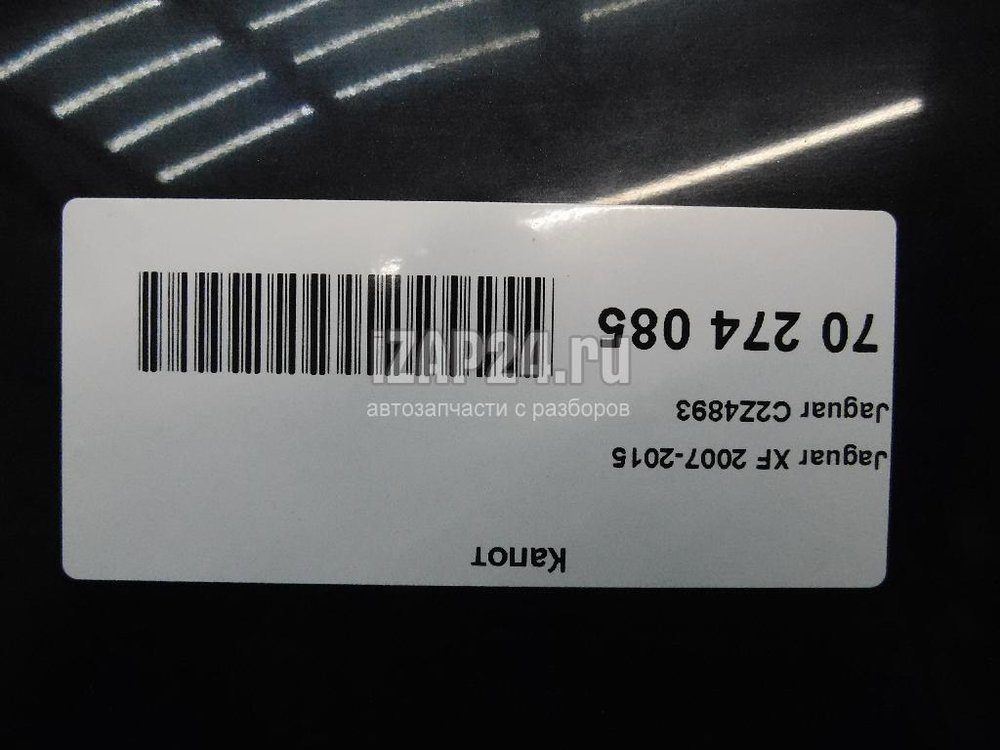 Капот
Jaguar XF 2007-2015
Jaguar C2Z4893
70 274 085
iZAP24.ru
автозапчасти с разборов